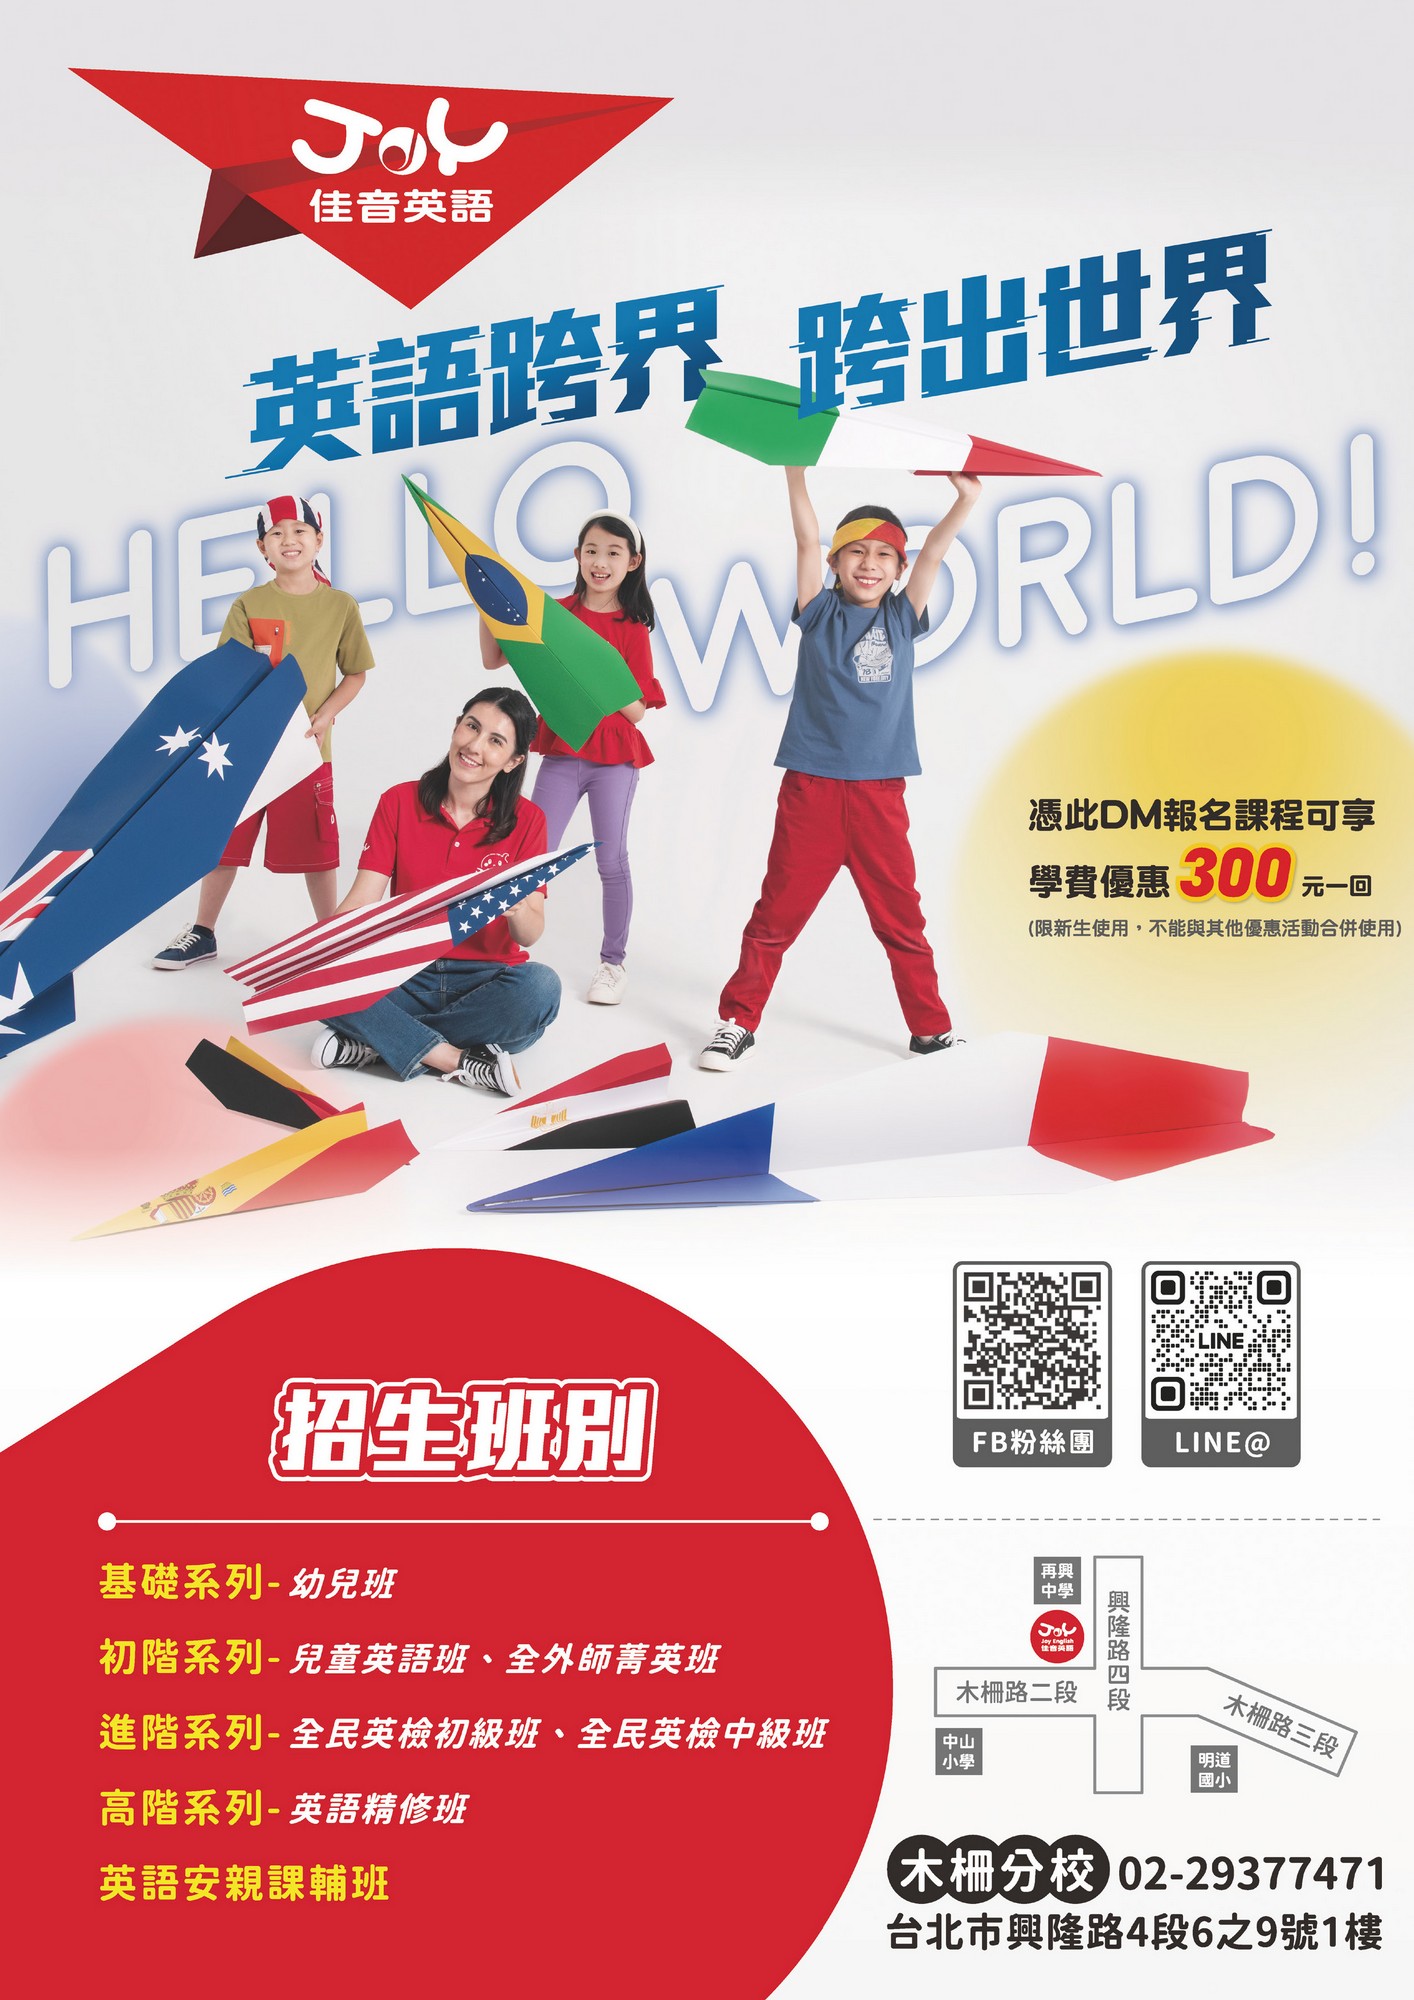 JOY
佳音英語
英語跨界 跨出世界
HELLO WORLD!
憑此DM報名課程可享
學費優惠300元一回
(限新生使用，不能與其他優惠活動合併使用)
LINE
FB粉絲團
LINE@
招生班別
基礎系列-幼兒班
初階系列-兒童英語班、全外師菁英班
進階系列-全民英檢初級班、全民英檢中級班
高階系列-英語精修班
英語安親課輔班
再興
中學
JOY
Joy English
佳音英語
興隆路四段
木柵路二段
木柵路三段
中山
小學
明道
國小
木柵分校 02-29377471
台北市興隆路4段6之9號1樓